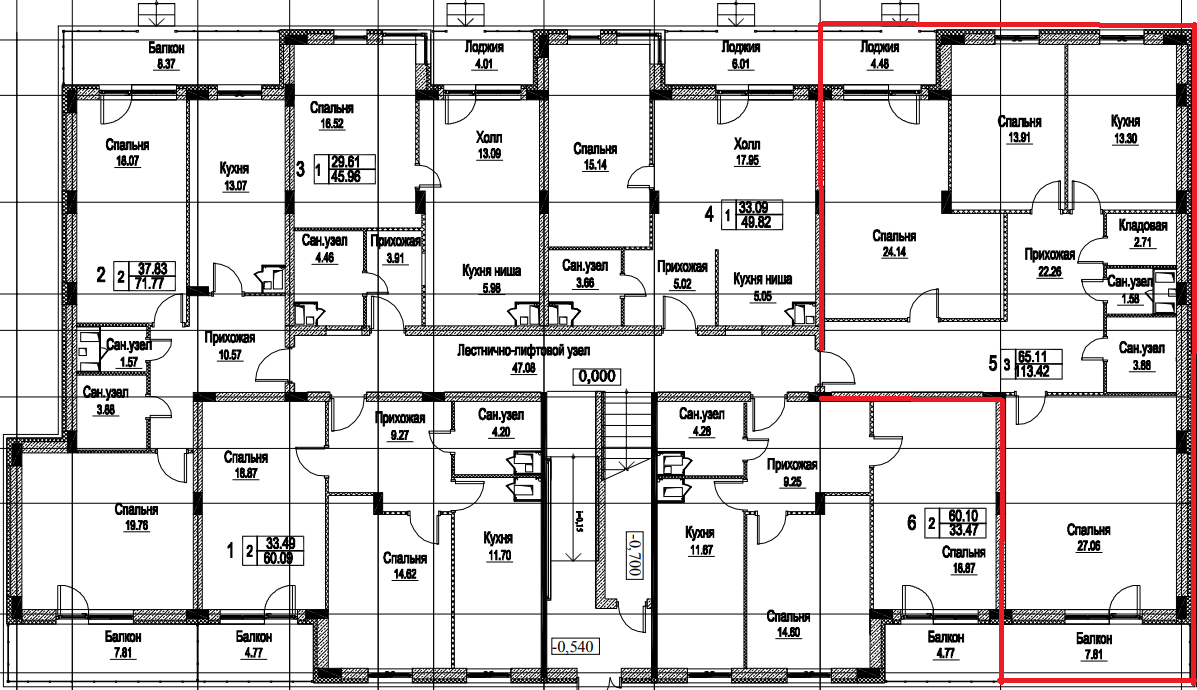 Балкон
8.37
Лоджия
4.01
Лоджия
6.01
Лоджия
4.48
Спальня
18.07
Кухня
13.07
Спальня
16.52
3 1 29.61
45.96
Холл
13.09
Спальня
15.14
Холл
17.95
4 1 33.09
49.82
Спальня
13.91
Кухня
13.30
2 2 37.83
71.77
Сан.узел
4.46
Прихожая
3.91
Кухня ниша
5.98
Сан.узел
3.66
Прихожая
5.02
Кухня ниша
5.05
Спальня
24.14
Прихожая
22.26
Кладовая
2.71
Сан.узел
1.58
Сан.узел
3.88
5 3 65.11
113.42
Сан.узел
1.57
Прихожая
10.57
Сан.узел
3.88
Лестнично-лифтовой узел
47.08
0,000
Прихожая
9.27
Сан.узел
4.20
Сан.узел
4.28
Прихожая
9.25
Спальня
19.76
Спальня
18.87
1 2 33.49
60.09
Спальня
14.62
Кухня
11.70
i=0,15
-0,700
Кухня
11.67
Спальня
14.60
6 2 60.10
33.47
Спальня
18.87
Спальня
27.06
Балкон
7.81
Балкон
4.77
-0,540
Балкон
4.77
Балкон
7.81